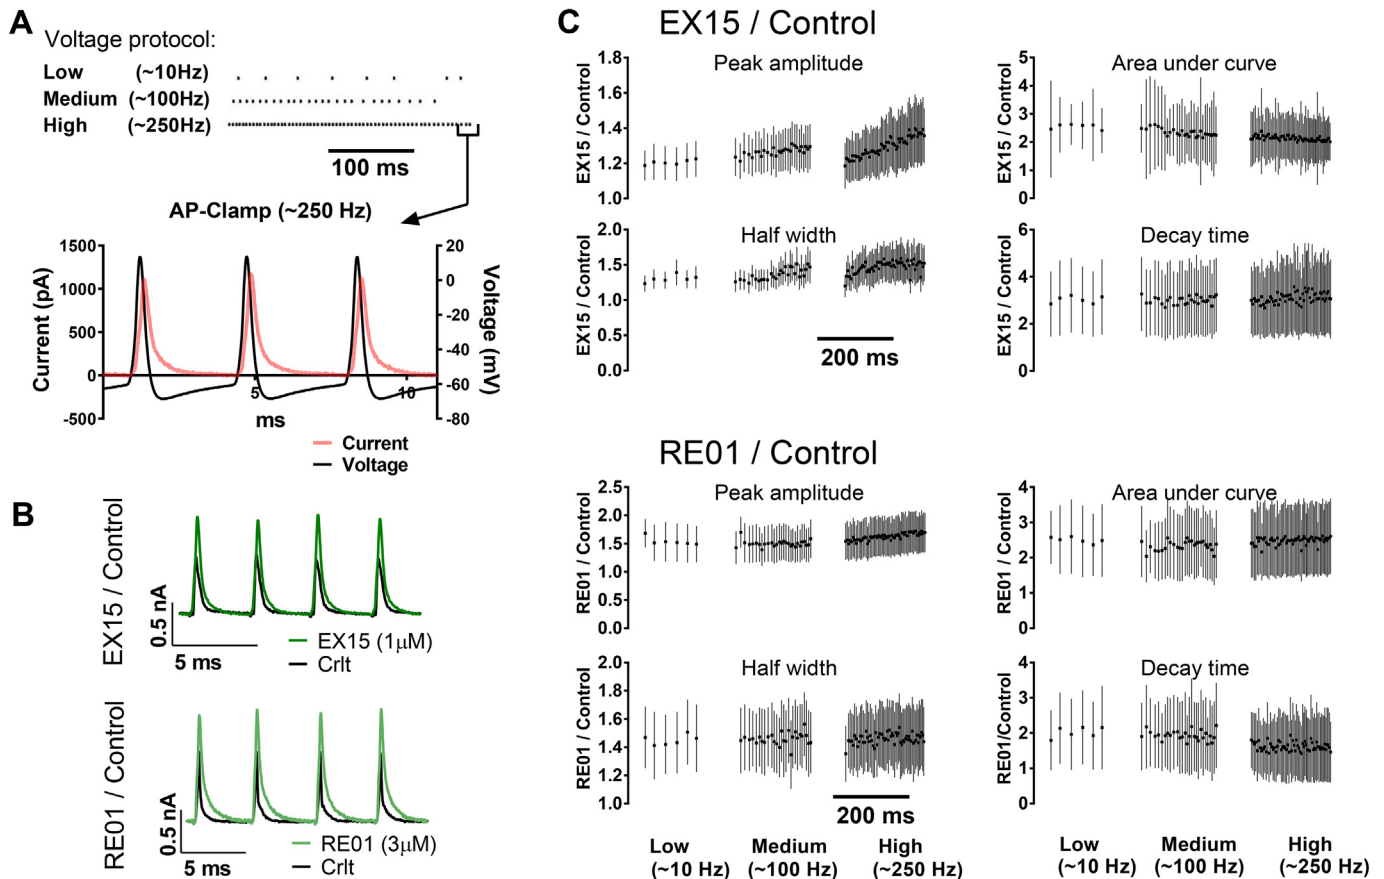 A
Voltage protocol:
Low (~10Hz)
Medium (~100Hz)
High (~250Hz)
100 ms
AP-Clamp (~250 Hz)
1500
1000
500
0
-500
Current (pA)
20
0
-20
-40
-60
-80
Voltage (mV)
5
10
ms
Current
Voltage
B
EX15 / Control
0.5 nA
5 ms
EX15 (1µM)
Crlt
RE01 / Control
0.5 nA
5 ms
RE01 (3µM)
Crlt
C
EX15 / Control
Peak amplitude
EX15 / Control
1.8
1.6
1.4
1.2
1.0
Area under curve
EX15 / Control
5
4
3
2
1
0
Half width
EX15 / Control
2.0
1.5
1.0
0.5
0.0
200 ms
Decay time
EX15 / Control
6
4
2
0
RE01 / Control
Peak amplitude
RE01 / Control
2.5
2.0
1.5
1.0
0.5
0.0
Area under curve
RE01 / Control
4
3
2
1
0
Half width
RE01 / Control
2.0
1.8
1.6
1.4
1.2
1.0
200 ms
Decay time
RE01/Control
4
3
2
1
0
Low Medium High
(~10 Hz) (~100 Hz) (~250 Hz)
Low Medium High
(~10 Hz) (~100 Hz) (~250 Hz)